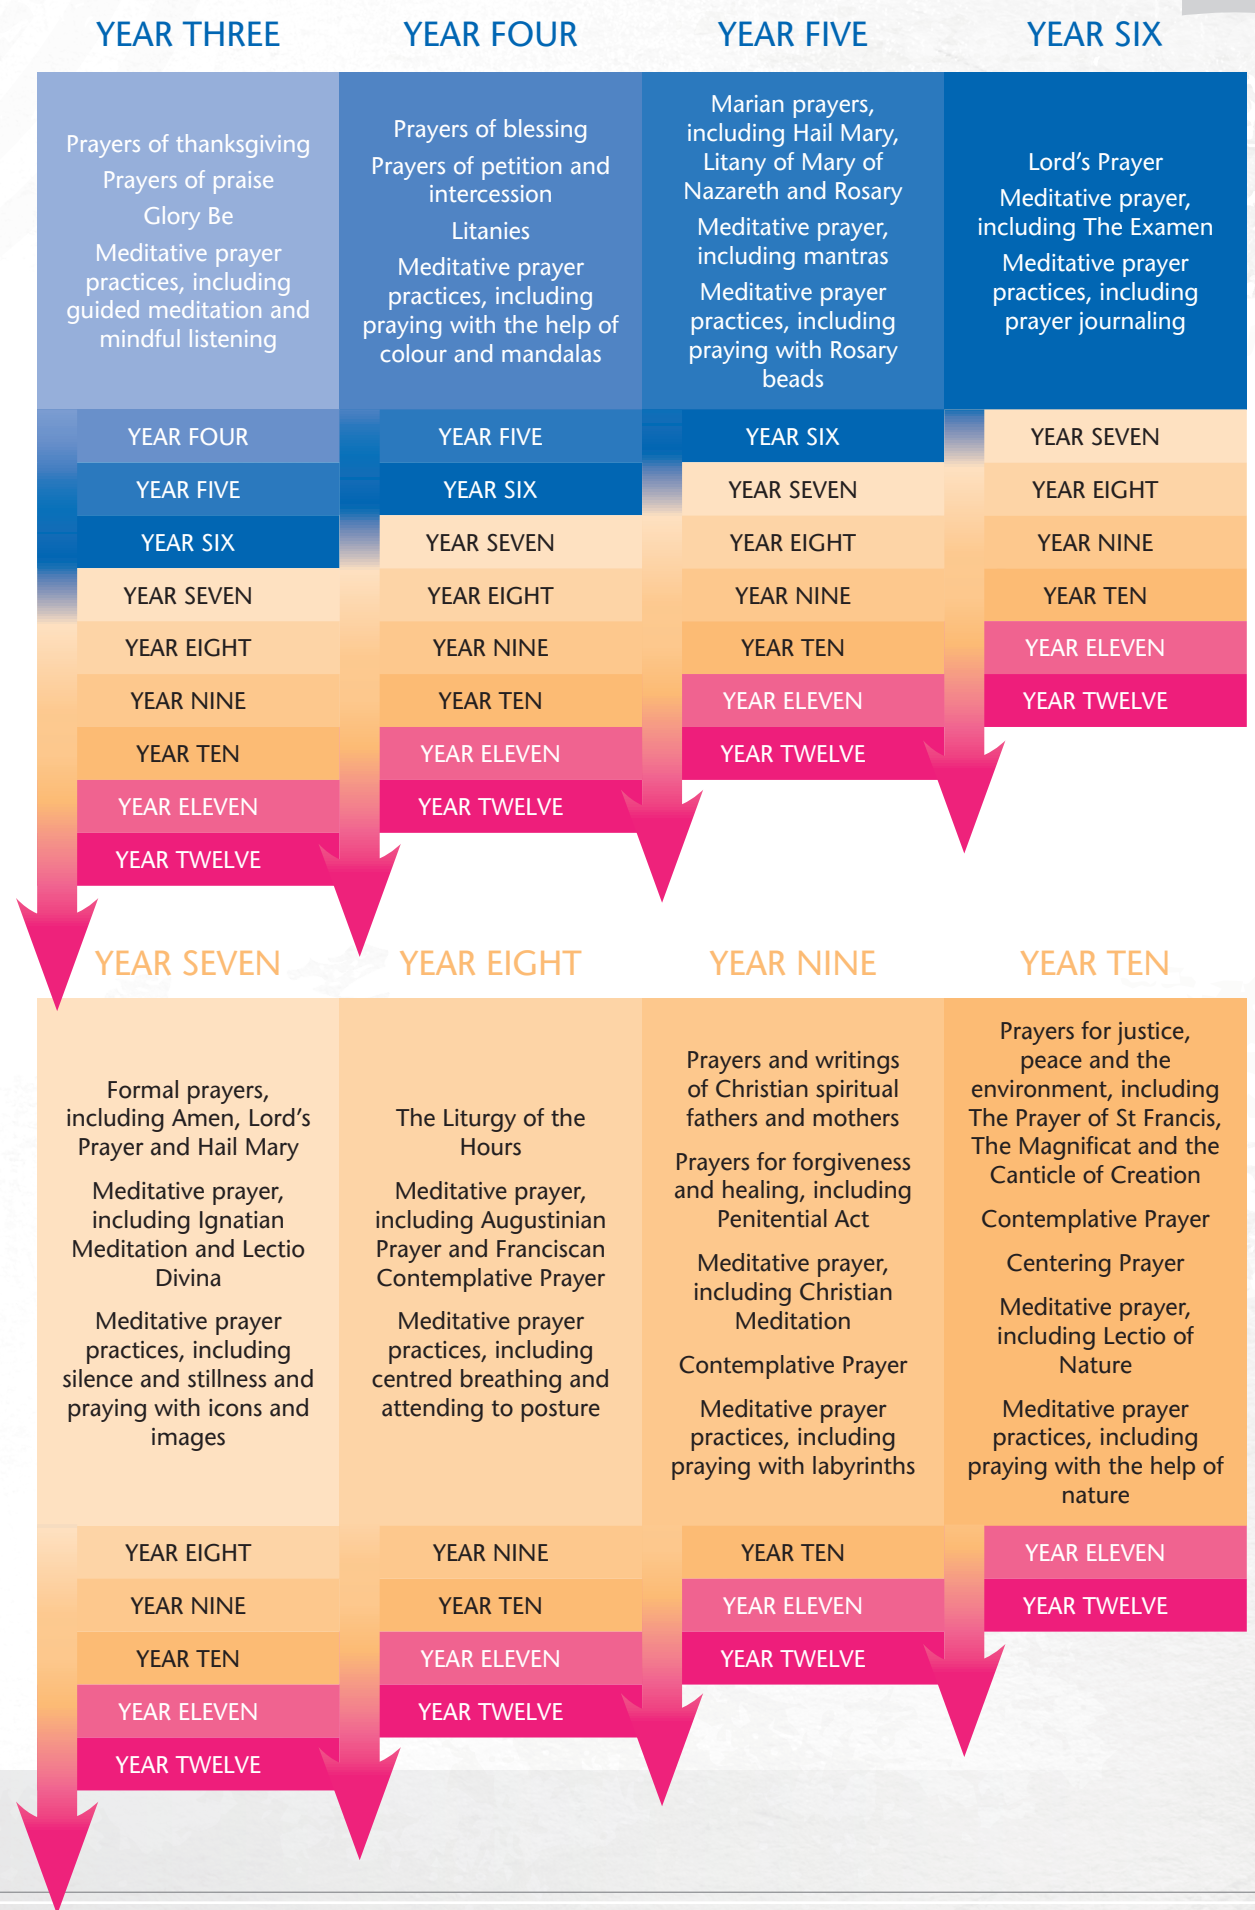 YEAR THREE
Prayers of thanksgiving
Prayers of praise
Glory Be
Meditative prayer
practices, including
guided meditation and
mindful listening
YEAR FOUR
YEAR FIVE
YEAR SIX
YEAR SEVEN
YEAR EIGHT
YEAR NINE
YEAR TEN
YEAR ELEVEN
YEAR TWELVE
YEAR FOUR
Prayers of blessing
Prayers of petition and
intercession
Litanies
Meditative prayer
practices, including
praying with the help of
colour and mandalas
YEAR FIVE
YEAR SIX
YEAR SEVEN
YEAR EIGHT
YEAR NINE
YEAR TEN
YEAR ELEVEN
YEAR TWELVE
YEAR FIVE
Marian prayers,
including Hail Mary,
Litany of Mary of
Nazareth and Rosary
Meditative prayer,
including mantras
Meditative prayer
practices, including
praying with Rosary
beads
YEAR SIX
YEAR SEVEN
YEAR EIGHT
YEAR NINE
YEAR TEN
YEAR ELEVEN
YEAR TWELVE
YEAR SIX
Lord’s Prayer
Meditative prayer,
including The Examen
Meditative prayer
practices, including
prayer journaling
YEAR SEVEN
YEAR EIGHT
YEAR NINE
YEAR TEN
YEAR ELEVEN
YEAR TWELVE
YEAR SEVEN
Formal prayers,
including Amen, Lord’s
Prayer and Hail Mary
Meditative prayer,
including Ignatian
Meditation and Lectio
Divina
Meditative prayer
practices, including
silence and stillness and
praying with icons and
images
YEAR EIGHT
YEAR NINE
YEAR TEN
YEAR ELEVEN
YEAR TWELVE
YEAR EIGHT
The Liturgy of the
Hours
Meditative prayer,
including Augustinian
Prayer and Franciscan
Contemplative Prayer
Meditative prayer
practices, including
centred breathing and
attending to posture
YEAR NINE
YEAR TEN
YEAR ELEVEN
YEAR TWELVE
YEAR NINE
Prayers and writings
of Christian spiritual
fathers and mothers
Prayers for forgiveness
and healing, including
Penitential Act
Meditative prayer,
including Christian
Meditation
Contemplative Prayer
Meditative prayer
practices, including
praying with labyrinths
YEAR TEN
YEAR ELEVEN
YEAR TWELVE
YEAR TEN
Prayers for justice,
peace and the
environment, including
The Prayer of St Francis,
The Magnificat and the
Canticle of Creation
Contemplative Prayer
Centering Prayer
Meditative prayer,
including Lectio of
Nature
Meditative prayer
practices, including
praying with the help of
nature
YEAR ELEVEN
YEAR TWELVE